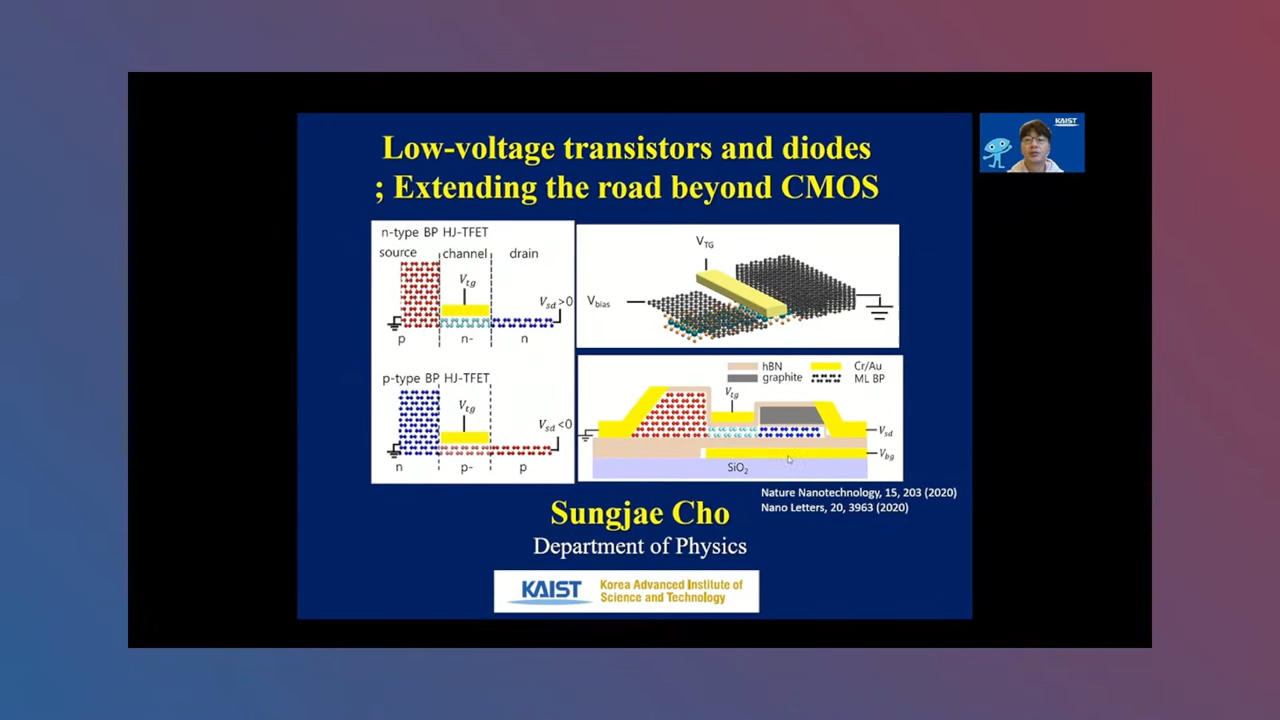 KAIST
Low-voltage transistors and diodes
; Extending the road beyond CMOS
n-type BP HJ-TFET
source channel drain
Vtg
Vsd>0
p n- n
p-type BP HJ-TFET
Vtg
Vsd<0
n p- p
VTG
Vbias
hBN Cr/Au
graphite ML BP
Vtg
Vsd
Vbg
SiO2
Nature Nanotechnology, 15, 203 (2020)
Nano Letters, 20, 3963 (2020)
Sungjae Cho
Department of Physics
KAIST Korea Advanced Institute of
Science and Technology